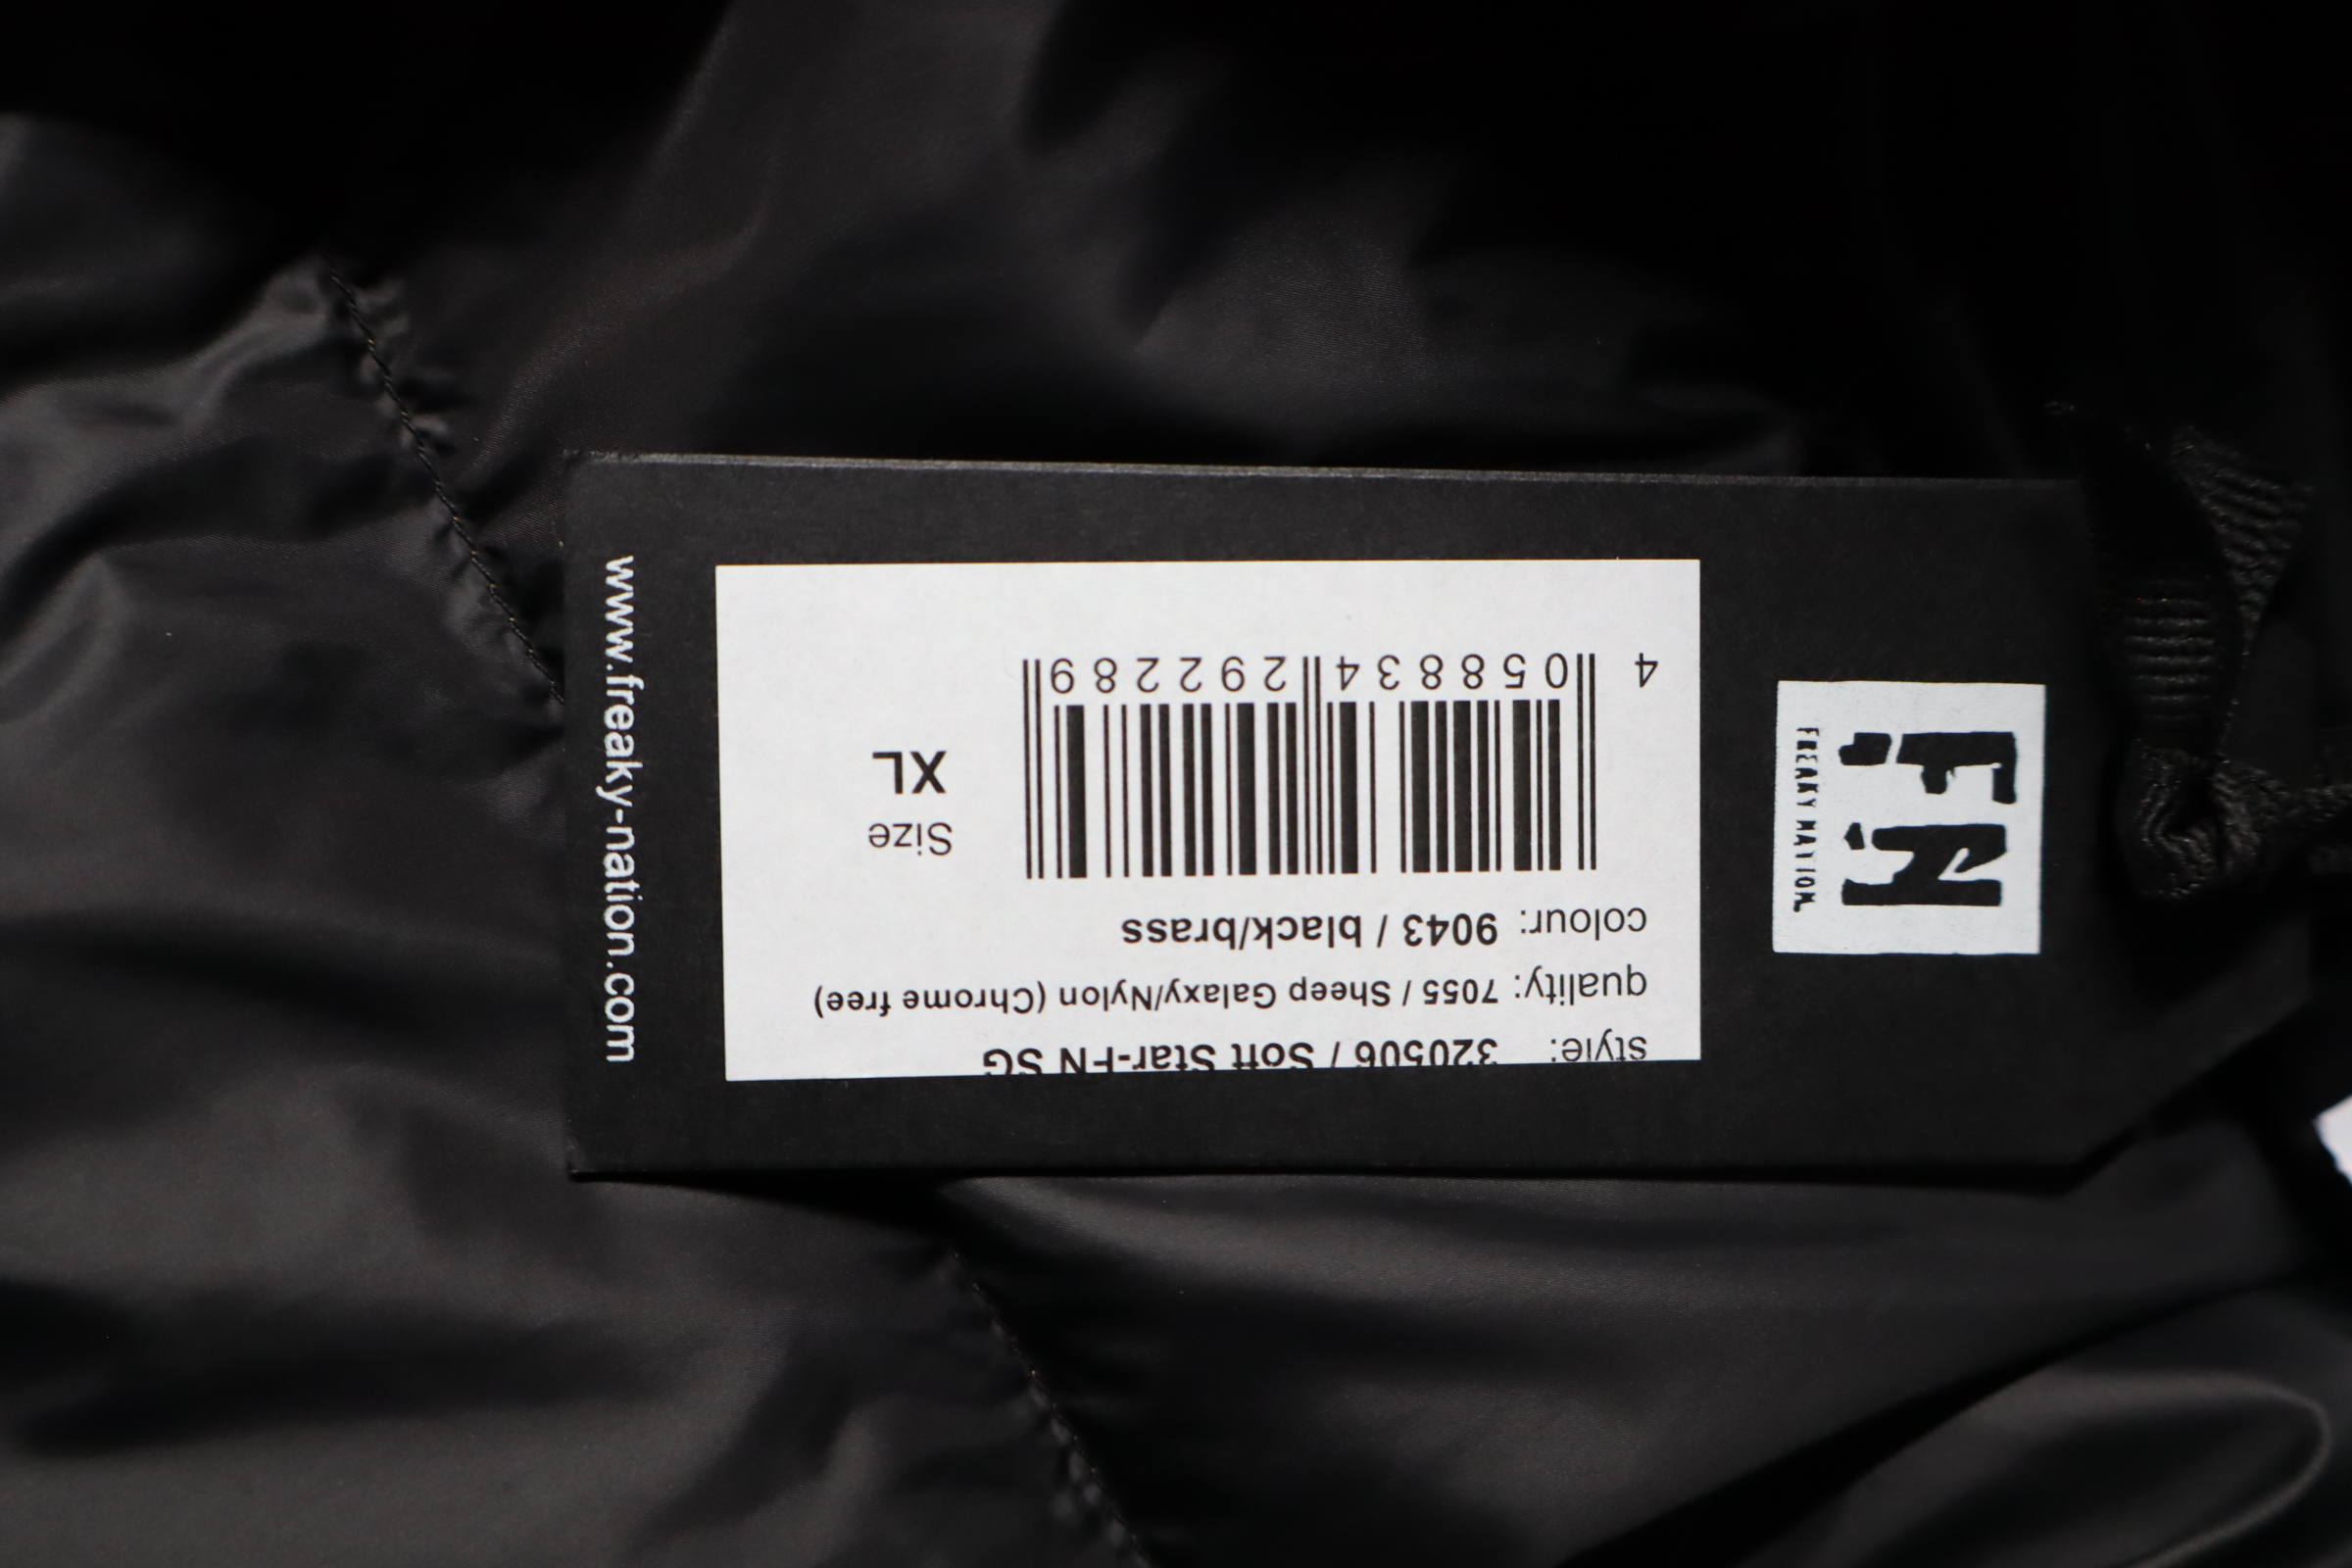 FN
FREAKY NATION
style: 320506 / Soft Star-FN SG
quality: 7055 / Sheep Galaxy/Nylon (Chrome free)
colour: 9043 / black/brass
Size
XL
4 058834 292289
www.freaky-nation.com